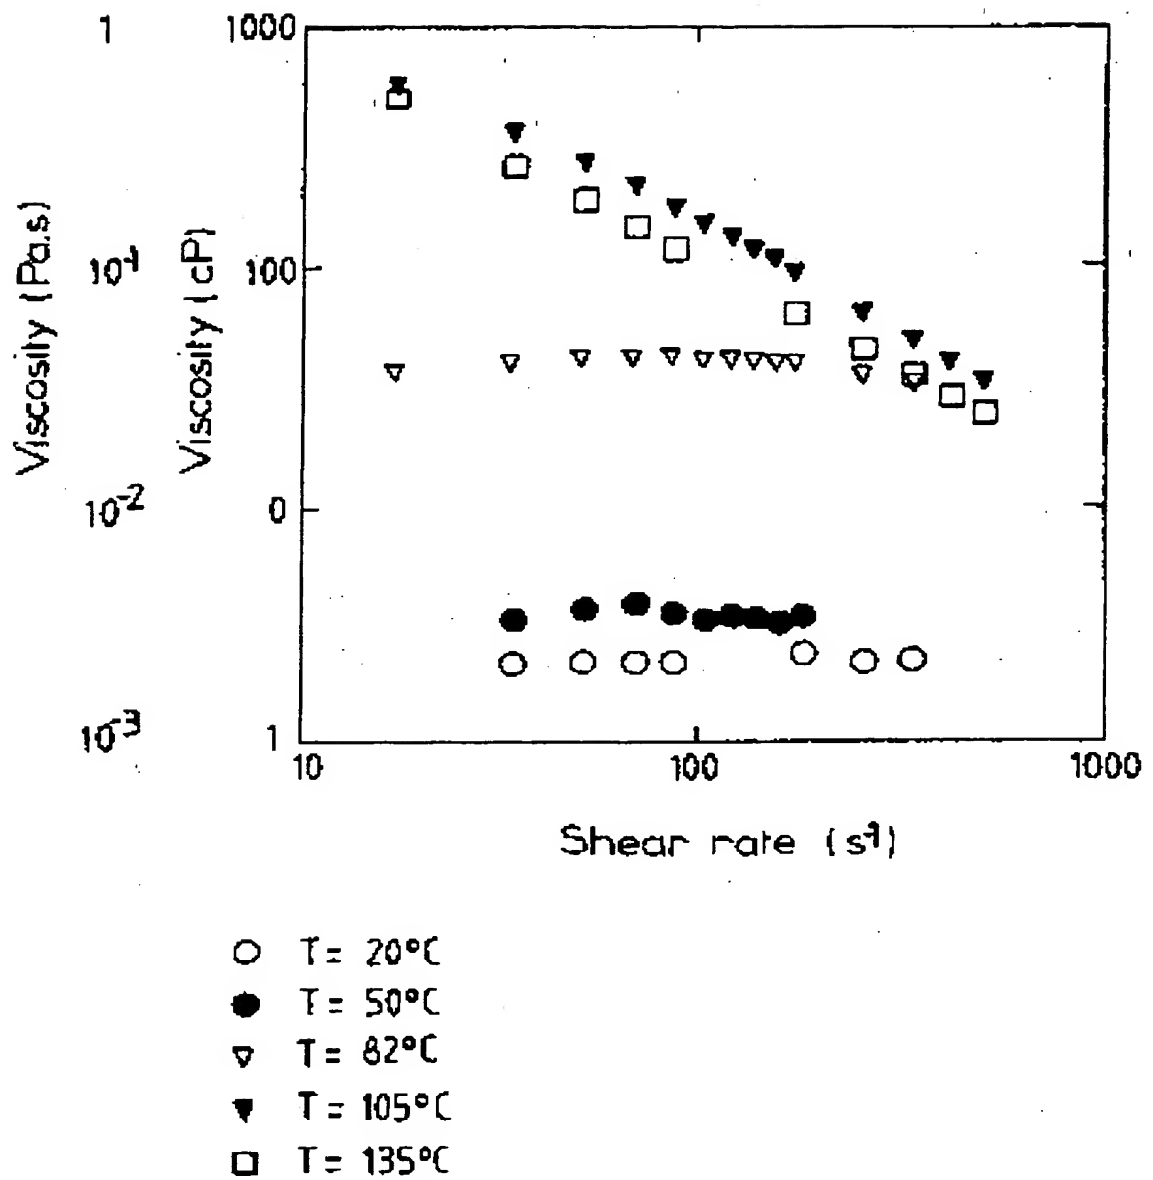 1 1000
Viscosity (Pa.s)
Viscosity (cP)
10-1 100
10-2 0
10-3 1
10 100 1000
Shear rate (s-1)
T = 20°C
T = 50°C
T = 82°C
T = 105°C
T = 135°C